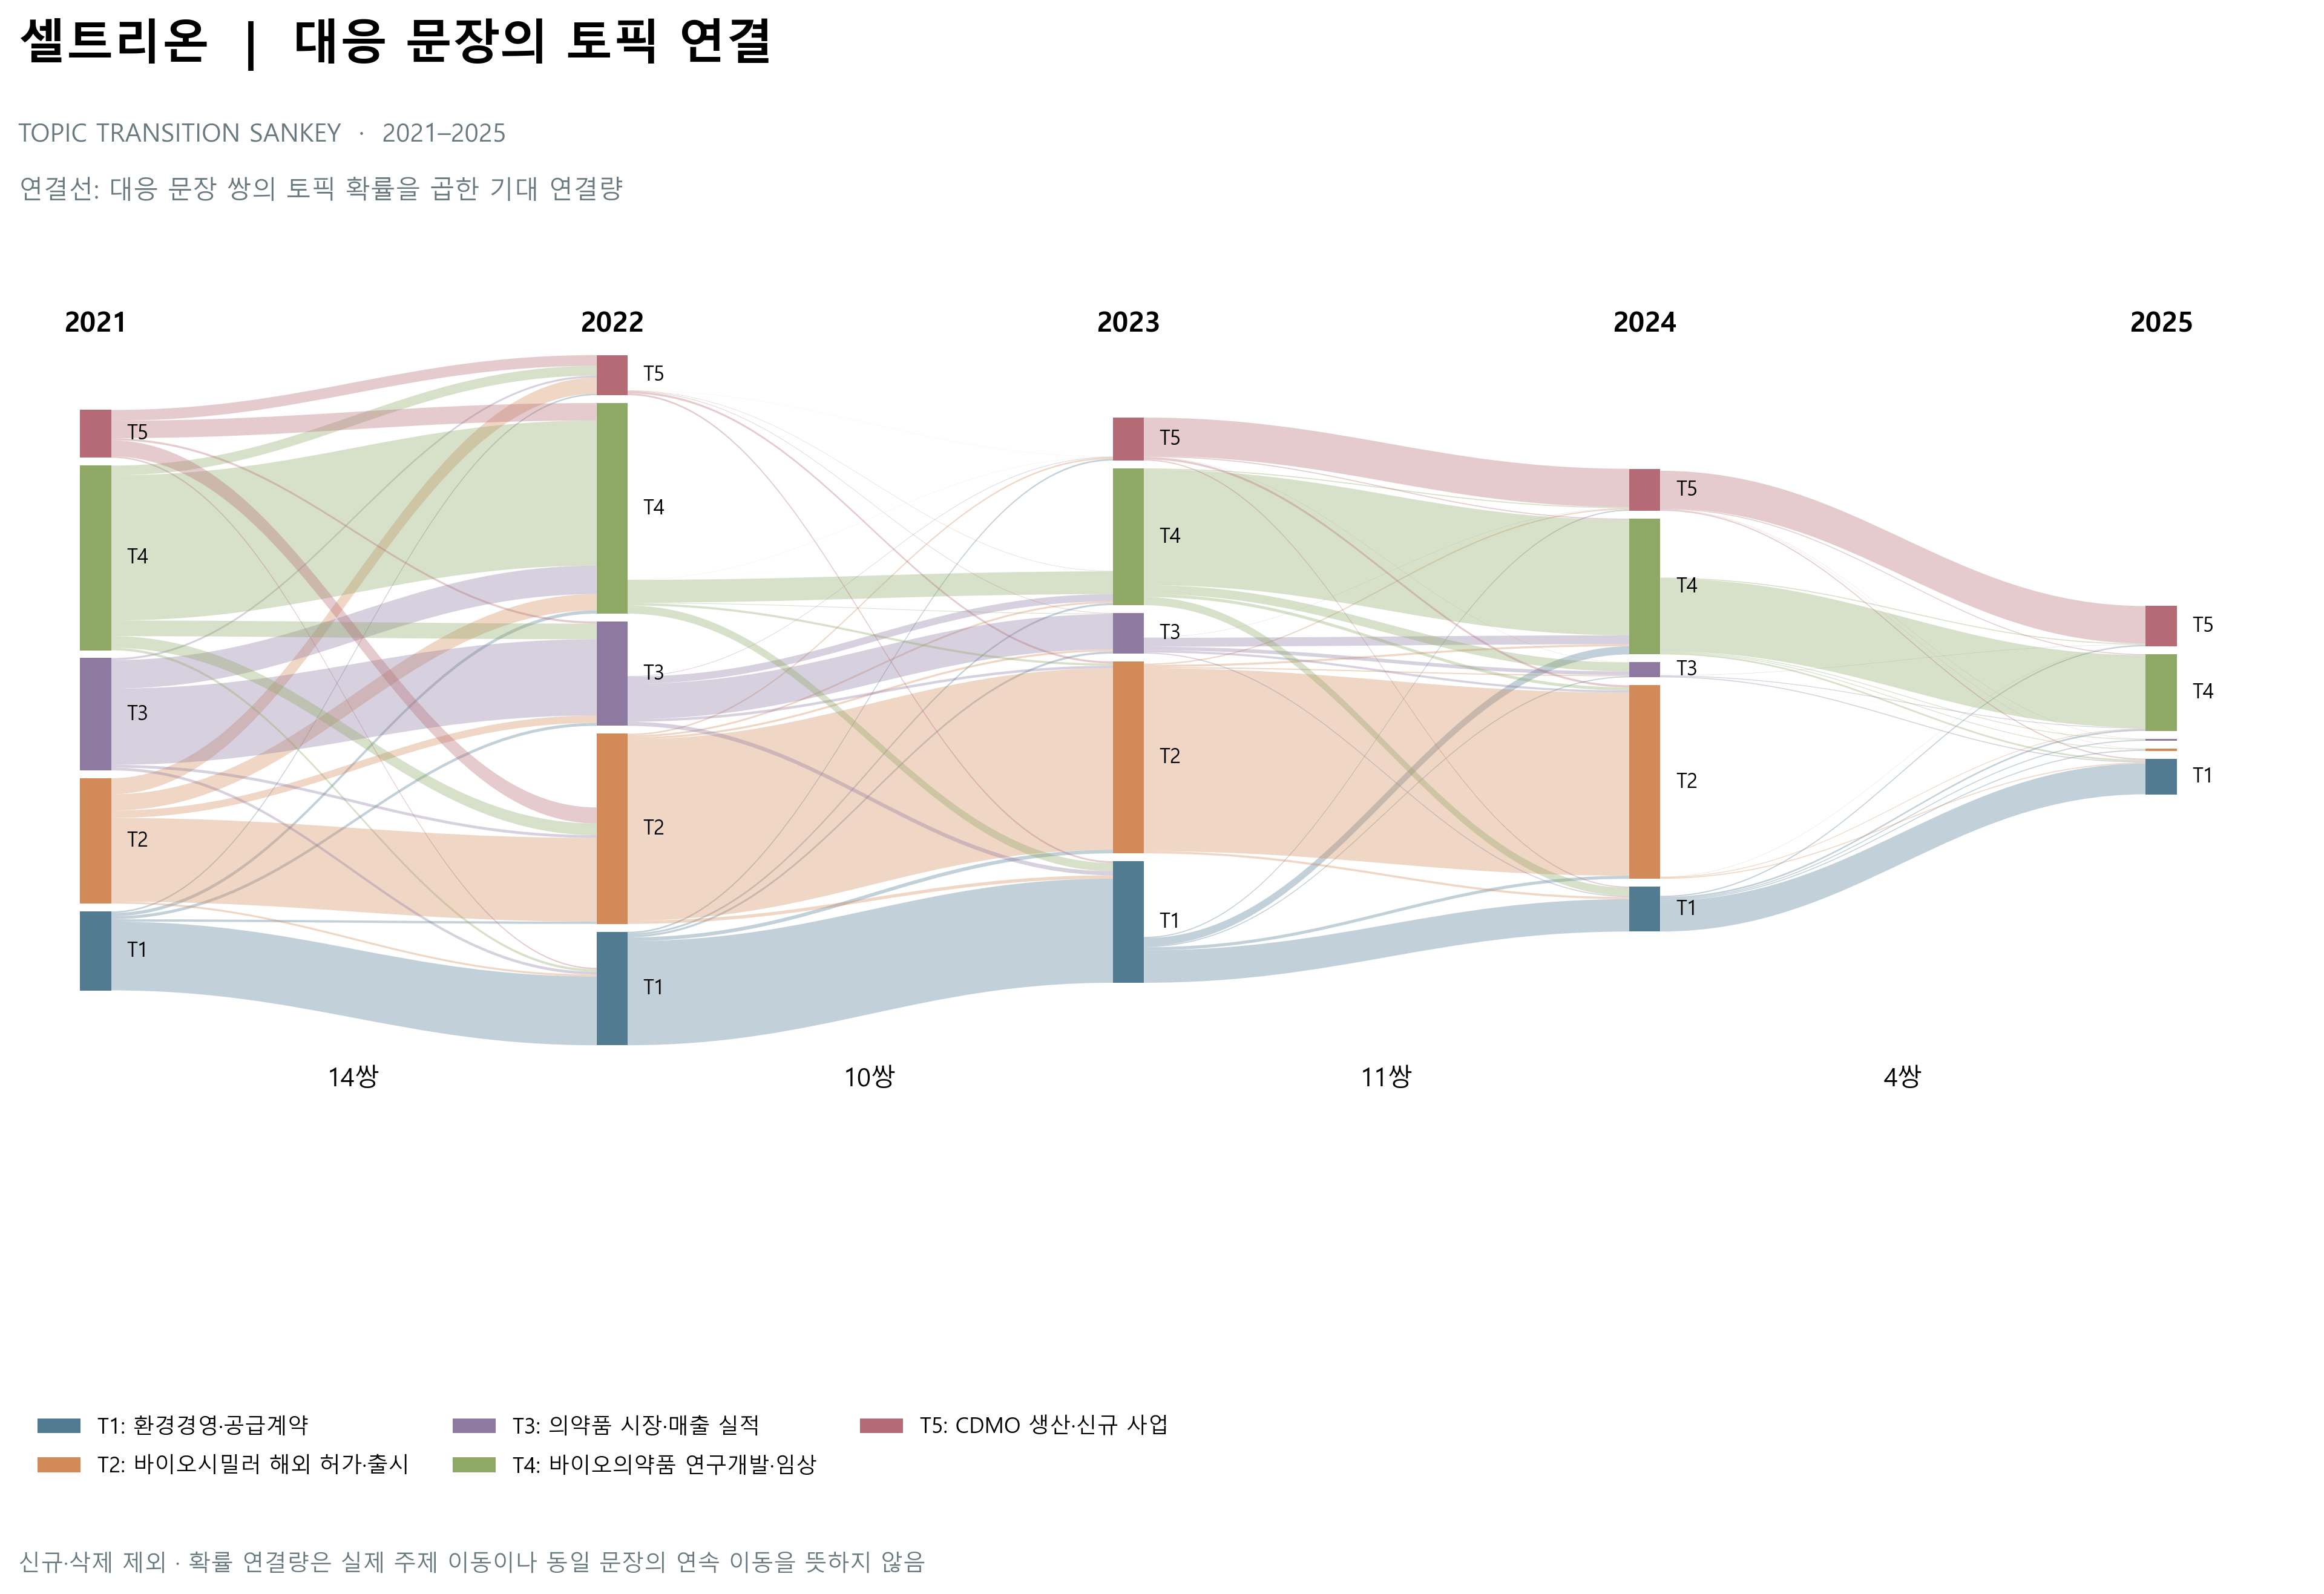 셀트리온 | 대응 문장의 토픽 연결
TOPIC TRANSITION SANKEY · 2021–2025
연결선: 대응 문장 쌍의 토픽 확률을 곱한 기대 연결량
2021 2022 2023 2024 2025
T5
T4
T3
T2
T1
T5
T4
T3
T2
T1
T5
T4
T3
T2
T1
T5
T4
T3
T2
T1
T5
T4
T1
14쌍 10쌍 11쌍 4쌍
T1: 환경경영·공급계약 T3: 의약품 시장·매출 실적 T5: CDMO 생산·신규 사업
T2: 바이오시밀러 해외 허가·출시 T4: 바이오의약품 연구개발·임상
신규·삭제 제외 · 확률 연결량은 실제 주제 이동이나 동일 문장의 연속 이동을 뜻하지 않음